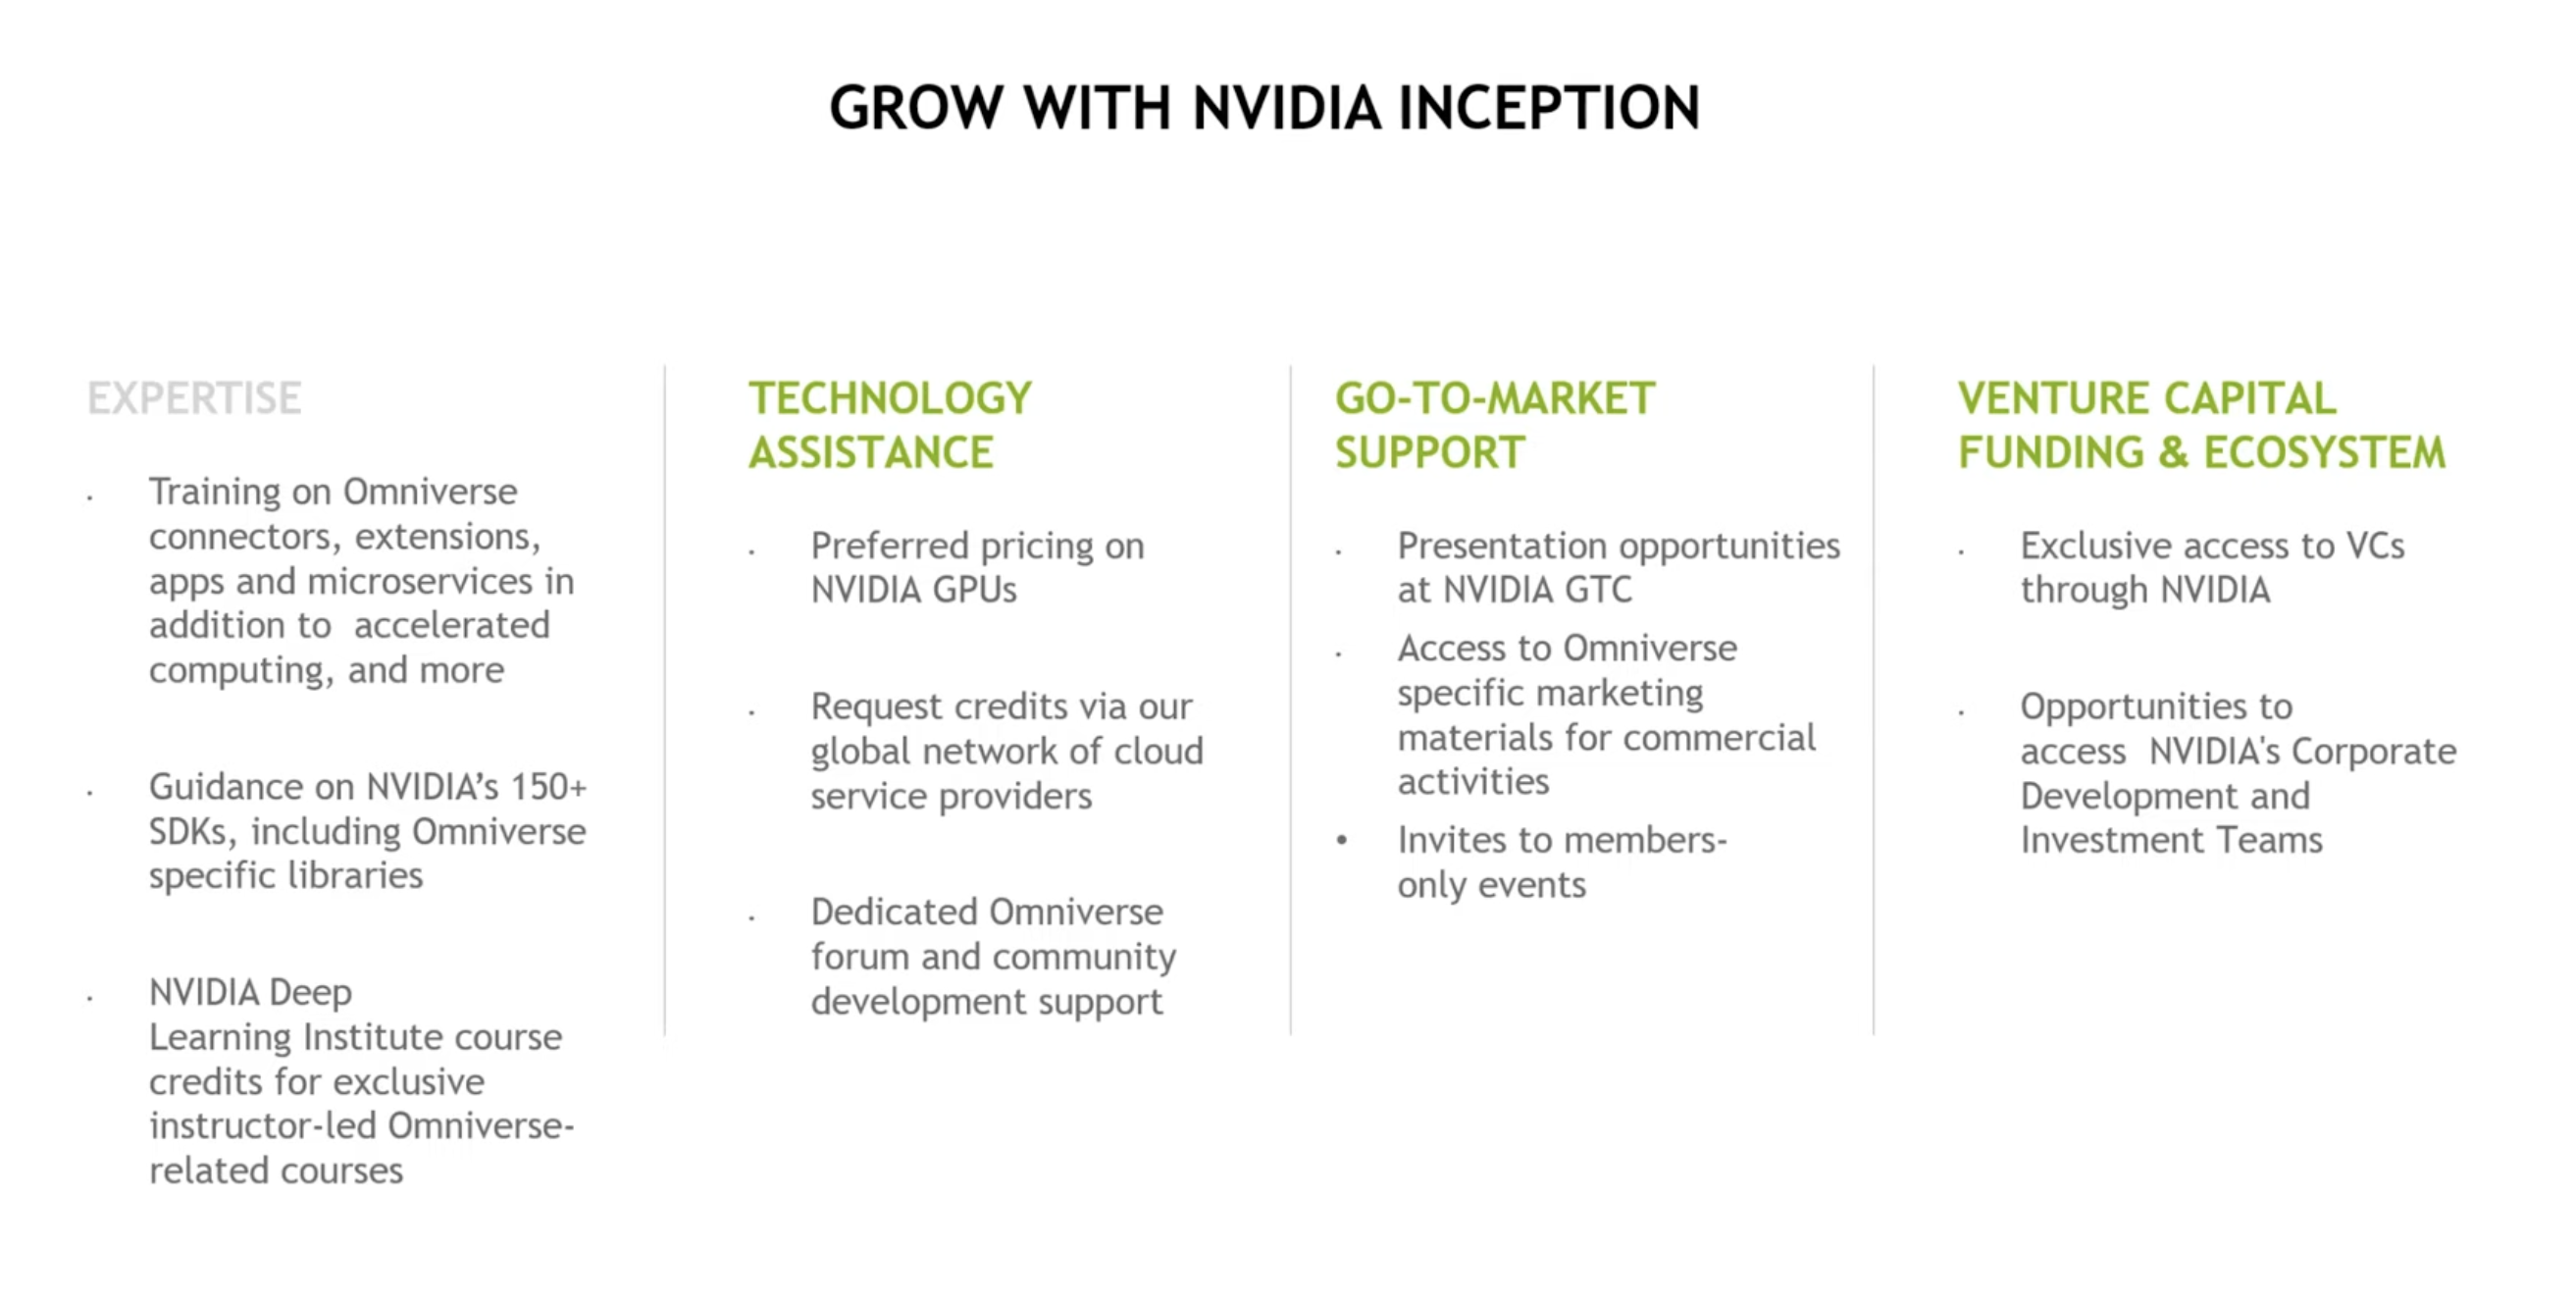 GROW WITH NVIDIA INCEPTION
EXPERTISE
· Training on Omniverse
connectors, extensions,
apps and microservices in
addition to  accelerated
computing, and more
· Guidance on NVIDIA’s 150+
SDKs, including Omniverse
specific libraries
· NVIDIA Deep
Learning Institute course
credits for exclusive
instructor-led Omniverse-
related courses
TECHNOLOGY
ASSISTANCE
· Preferred pricing on
NVIDIA GPUs
· Request credits via our
global network of cloud
service providers
· Dedicated Omniverse
forum and community
development support
GO-TO-MARKET
SUPPORT
· Presentation opportunities
at NVIDIA GTC
· Access to Omniverse
specific marketing
materials for commercial
activities
• Invites to members-
only events
VENTURE CAPITAL
FUNDING & ECOSYSTEM
· Exclusive access to VCs
through NVIDIA
· Opportunities to
access  NVIDIA's Corporate
Development and
Investment Teams